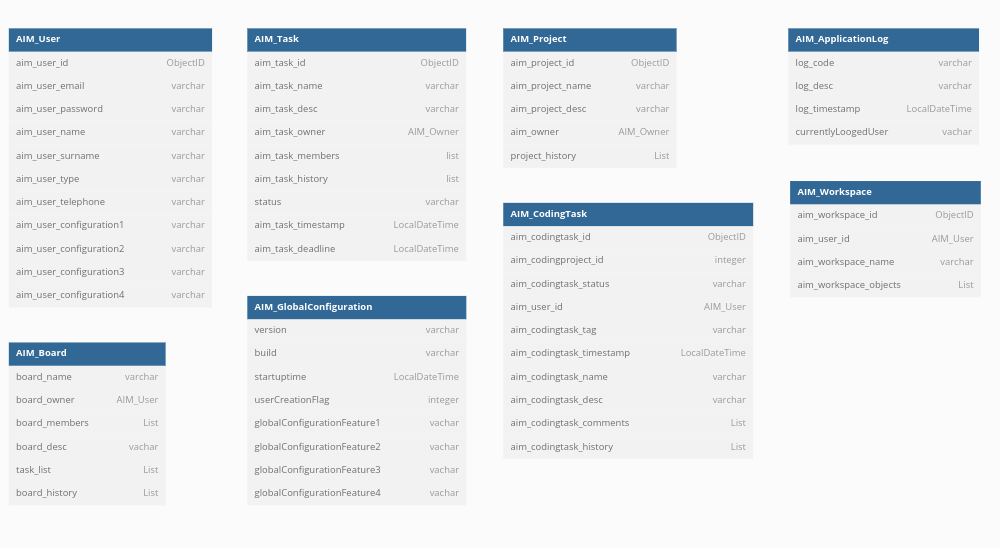 AIM_User
aim_user_id ObjectID
aim_user_email varchar
aim_user_password varchar
aim_user_name varchar
aim_user_surname varchar
aim_user_type varchar
aim_user_telephone varchar
aim_user_configuration1 varchar
aim_user_configuration2 varchar
aim_user_configuration3 varchar
aim_user_configuration4 varchar
AIM_Board
board_name varchar
board_owner AIM_User
board_members List
board_desc vachar
task_list List
board_history List
AIM_Task
aim_task_id ObjectID
aim_task_name varchar
aim_task_desc varchar
aim_task_owner AIM_Owner
aim_task_members list
aim_task_history list
status varchar
aim_task_timestamp LocalDateTime
aim_task_deadline LocalDateTime
AIM_GlobalConfiguration
version varchar
build varchar
startuptime LocalDateTime
userCreationFlag integer
globalConfigurationFeature1 vachar
globalConfigurationFeature2 vachar
globalConfigurationFeature3 vachar
globalConfigurationFeature4 vachar
AIM_Project
aim_project_id ObjectID
aim_project_name varchar
aim_project_desc varchar
aim_owner AIM_Owner
project_history List
AIM_CodingTask
aim_codingtask_id ObjectID
aim_codingproject_id integer
aim_codingtask_status varchar
aim_user_id AIM_User
aim_codingtask_tag varchar
aim_codingtask_timestamp LocalDateTime
aim_codingtask_name varchar
aim_codingtask_desc varchar
aim_codingtask_comments List
aim_codingtask_history List
AIM_ApplicationLog
log_code varchar
log_desc varchar
log_timestamp LocalDateTime
currentlyLoogedUser vachar
AIM_Workspace
aim_workspace_id ObjectID
aim_user_id AIM_User
aim_workspace_name varchar
aim_workspace_objects List